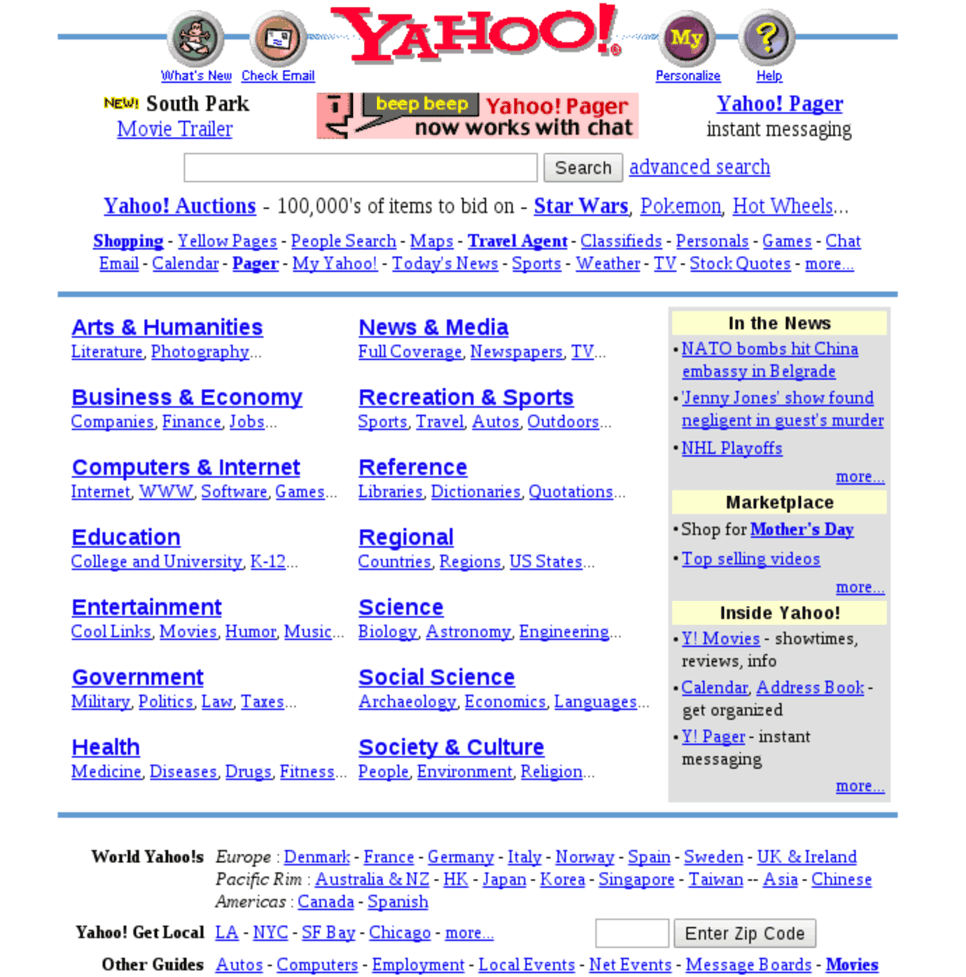 YAHOO!®
What's New Check Email Personalize Help
My
?
NEW! South Park
Movie Trailer
beep beep Yahoo! Pager
now works with chat
Yahoo! Pager
instant messaging
Search advanced search
Yahoo! Auctions - 100,000's of items to bid on - Star Wars, Pokemon, Hot Wheels...
Shopping - Yellow Pages - People Search - Maps - Travel Agent - Classifieds - Personals - Games - Chat
Email - Calendar - Pager - My Yahoo! - Today's News - Sports - Weather - TV - Stock Quotes - more...
Arts & Humanities
Literature, Photography...
Business & Economy
Companies, Finance, Jobs...
Computers & Internet
Internet, WWW, Software, Games...
Education
College and University, K-12...
Entertainment
Cool Links, Movies, Humor, Music...
Government
Military, Politics, Law, Taxes...
Health
Medicine, Diseases, Drugs, Fitness...
News & Media
Full Coverage, Newspapers, TV...
Recreation & Sports
Sports, Travel, Autos, Outdoors...
Reference
Libraries, Dictionaries, Quotations...
Regional
Countries, Regions, US States...
Science
Biology, Astronomy, Engineering...
Social Science
Archaeology, Economics, Languages...
Society & Culture
People, Environment, Religion...
In the News
• NATO bombs hit China
embassy in Belgrade
• 'Jenny Jones' show found
negligent in guest's murder
• NHL Playoffs
more...
Marketplace
• Shop for Mother's Day
• Top selling videos
more...
Inside Yahoo!
• Y! Movies - showtimes,
reviews, info
• Calendar, Address Book -
get organized
• Y! Pager - instant
messaging
more...
World Yahoo!s Europe : Denmark - France - Germany - Italy - Norway - Spain - Sweden - UK & Ireland
Pacific Rim : Australia & NZ - HK - Japan - Korea - Singapore - Taiwan -- Asia - Chinese
Americas : Canada - Spanish
Yahoo! Get Local LA - NYC - SF Bay - Chicago - more... Enter Zip Code
Other Guides Autos - Computers - Employment - Local Events - Net Events - Message Boards - Movies